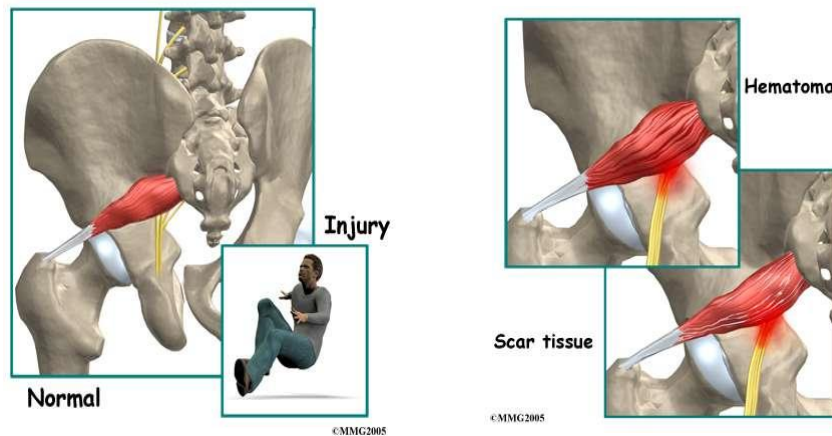 Injury
Normal
©MMG2005
Hematoma
Scar tissue
©MMG2005